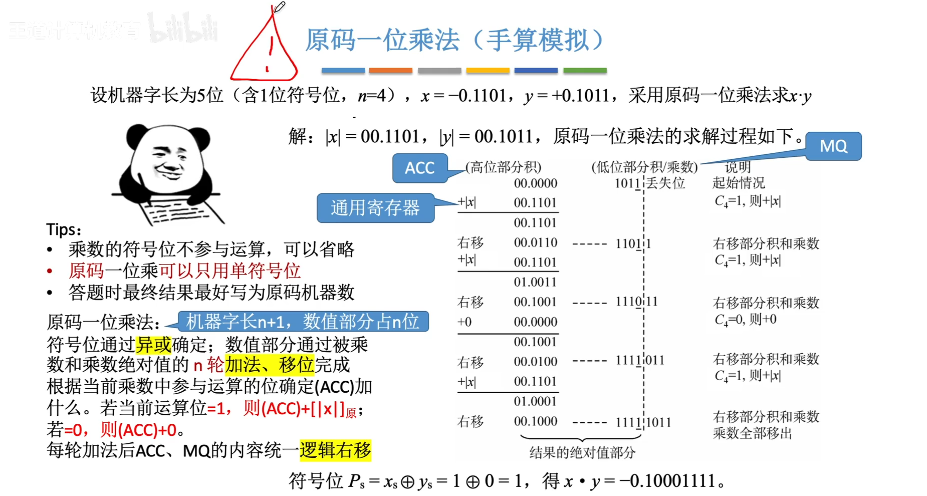 bilibili
原码一位乘法（手算模拟）
设机器字长为5位（含1位符号位，n=4），x = −0.1101，y = +0.1011，采用原码一位乘法求x·y
解：|x| = 00.1101，|y| = 00.1011，原码一位乘法的求解过程如下。
MQ
ACC
(高位部分积) (低位部分积/乘数) 说明
00.0000 1011 丢失位 起始情况
通用寄存器
+|x| 00.1101 C₄=1, 则+|x|
00.1101
右移 00.0110 1101 1 右移部分积和乘数
+|x| 00.1101 C₄=1, 则+|x|
01.0011
右移 00.1001 1110 11 右移部分积和乘数
+0 00.0000 C₄=0, 则+0
00.1001
右移 00.0100 1111 011 右移部分积和乘数
+|x| 00.1101 C₄=1, 则+|x|
01.0001
右移 00.1000 1111 1011 右移部分积和乘数
乘数全部移出
结果的绝对值部分
Tips：
• 乘数的符号位不参与运算，可以省略
• 原码一位乘可以只用单符号位
• 答题时最终结果最好写为原码机器数
原码一位乘法：
机器字长n+1，数值部分占n位
符号位通过异或确定；数值部分通过被乘
数和乘数绝对值的 n 轮加法、移位完成
根据当前乘数中参与运算的位确定(ACC)加
什么。若当前运算位=1，则(ACC)+[|x|]原；
若=0，则(ACC)+0。
每轮加法后ACC、MQ的内容统一逻辑右移
符号位 Pₛ = xₛ⊕yₛ = 1 ⊕ 0 = 1，得 x·y = −0.10001111。